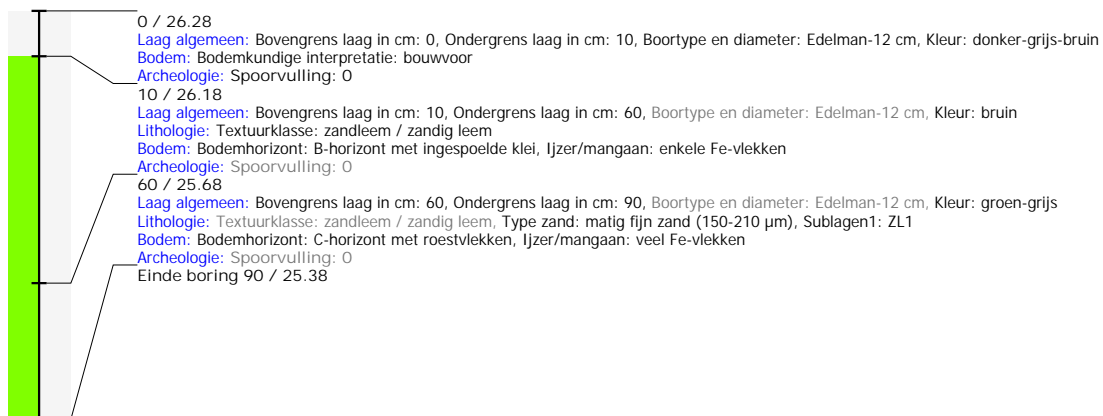 0 / 26.28
Laag algemeen: Bovengrens laag in cm: 0, Ondergrens laag in cm: 10, Boortype en diameter: Edelman-12 cm, Kleur: donker-grijs-bruin
Bodem: Bodemkundige interpretatie: bouwvoor
Archeologie: Spoorvulling: 0
10 / 26.18
Laag algemeen: Bovengrens laag in cm: 10, Ondergrens laag in cm: 60, Boortype en diameter: Edelman-12 cm, Kleur: bruin
Lithologie: Textuurklasse: zandleem / zandig leem
Bodem: Bodemhorizont: B-horizont met ingespoelde klei, Ijzer/mangaan: enkele Fe-vlekken
Archeologie: Spoorvulling: 0
60 / 25.68
Laag algemeen: Bovengrens laag in cm: 60, Ondergrens laag in cm: 90, Boortype en diameter: Edelman-12 cm, Kleur: groen-grijs
Lithologie: Textuurklasse: zandleem / zandig leem, Type zand: matig fijn zand (150-210 µm), Sublagen1: ZL1
Bodem: Bodemhorizont: C-horizont met roestvlekken, Ijzer/mangaan: veel Fe-vlekken
Archeologie: Spoorvulling: 0
Einde boring 90 / 25.38